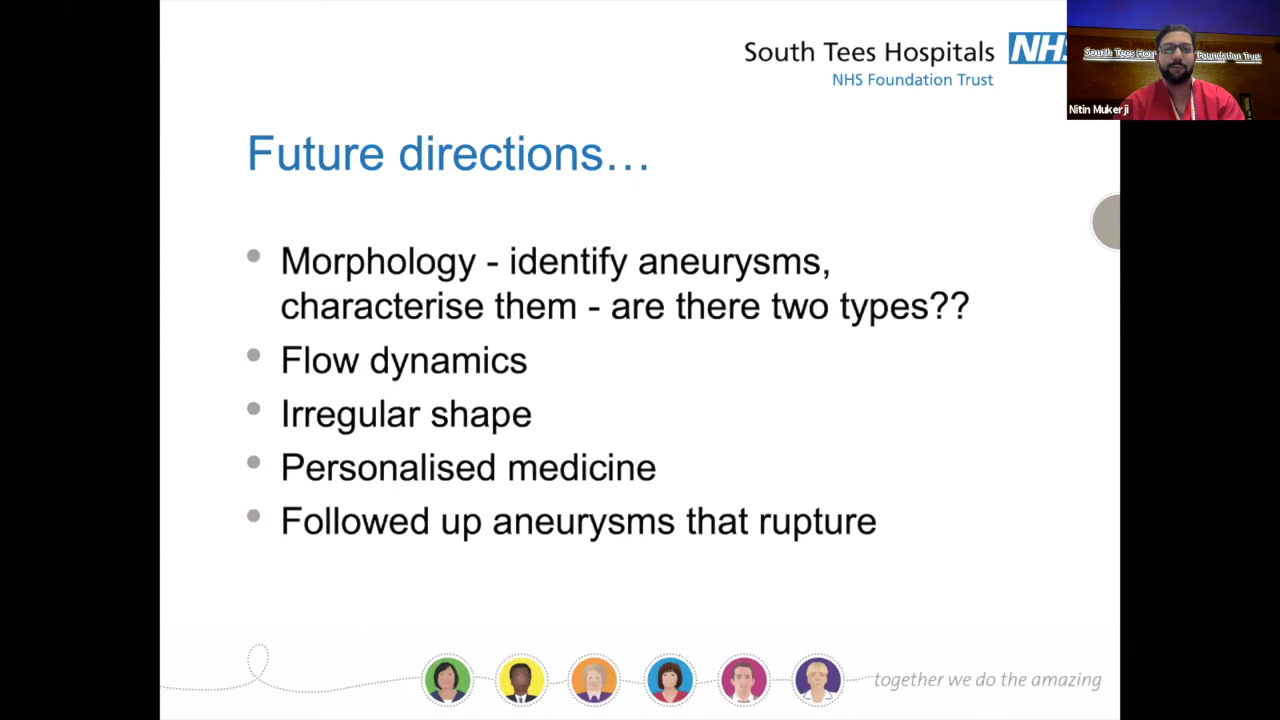 South Tees Hospitals NHS
NHS Foundation Trust
South Tees Hosp Foundation Trust
Nitin Mukerji
Future directions…
Morphology - identify aneurysms,
characterise them - are there two types??
Flow dynamics
Irregular shape
Personalised medicine
Followed up aneurysms that rupture
together we do the amazing